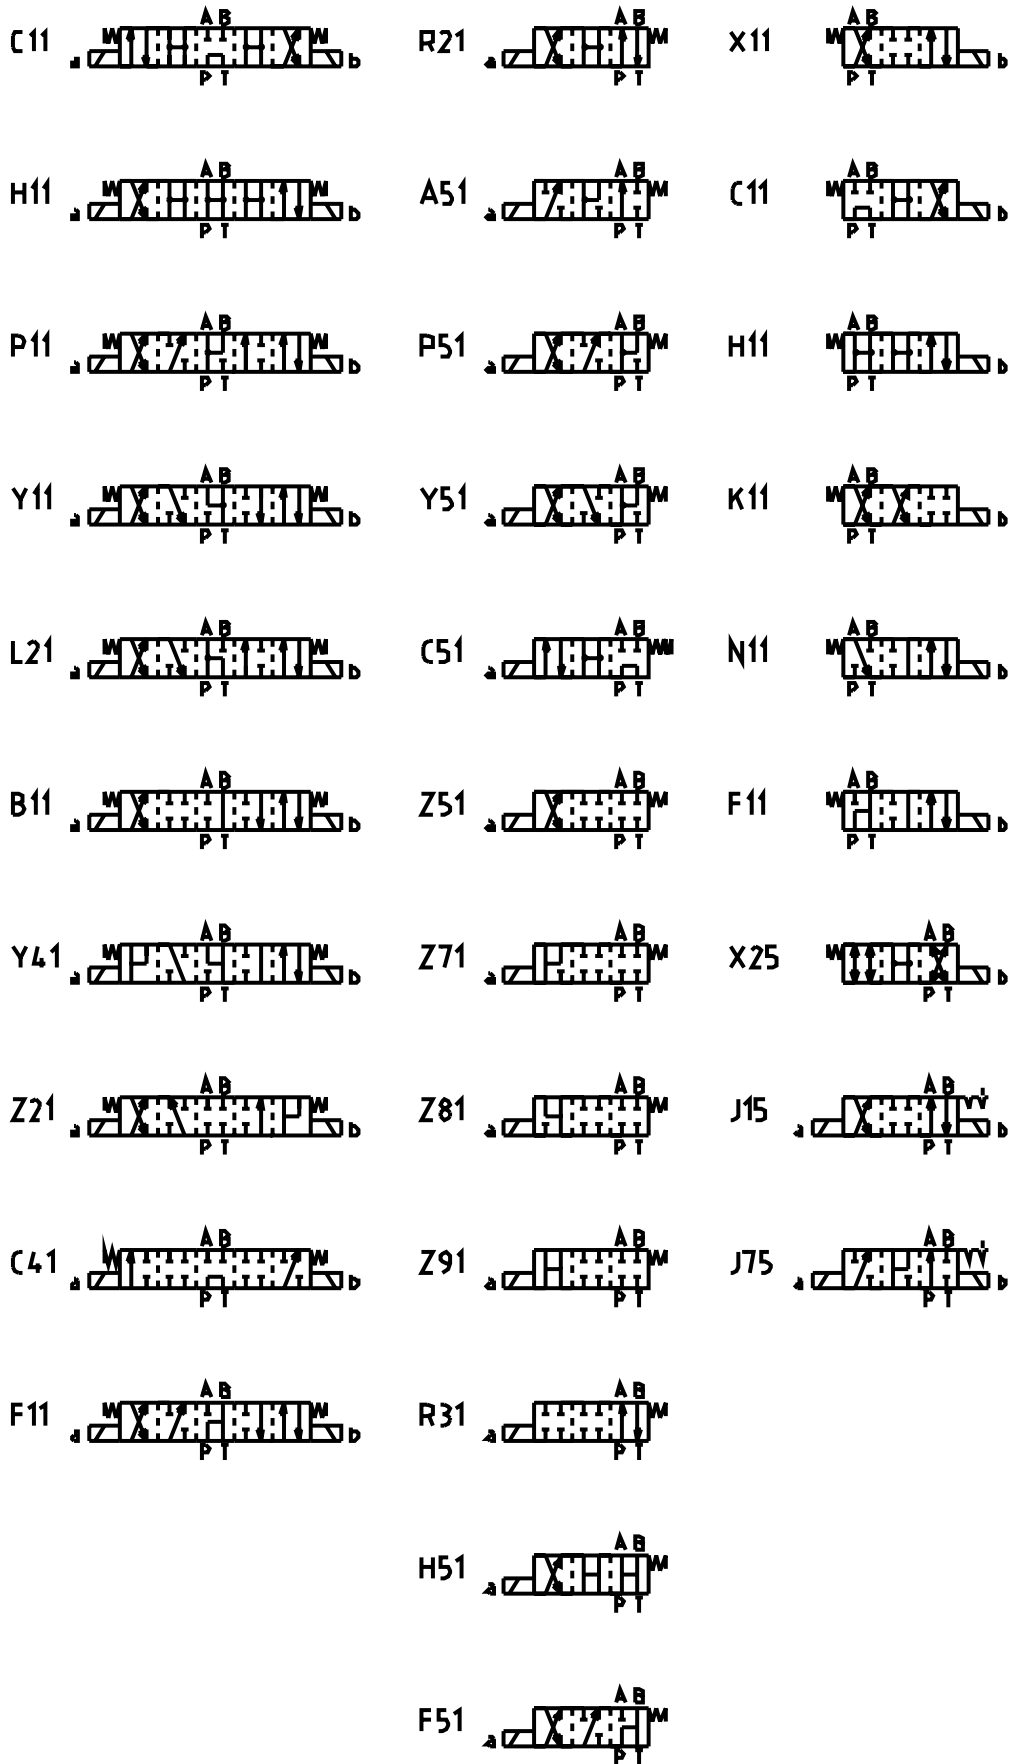 A B A B A B
C11 a b R21 a X11 b
P T P T P T
A B A B A B
H11 a b A51 a C11 b
P T P T P T
A B A B A B
P11 a b P51 a H11 b
P T P T P T
A B A B A B
Y11 a b Y51 a K11 b
P T P T P T
A B A B A B
L21 a b C51 a N11 b
P T P T P T
A B A B A B
B11 a b Z51 a F11 b
P T P T P T
A B A B A B
Y41 a b Z71 a X25 b
P T P T P T
A B A B A B
Z21 a b Z81 a J15 a b
P T P T P T
A B A B A B
C41 a b Z91 a J75 a b
P T P T P T
A B A B
F11 a b R31 a
P T P T
A B
H51 a
P T
A B
F51 a
P T